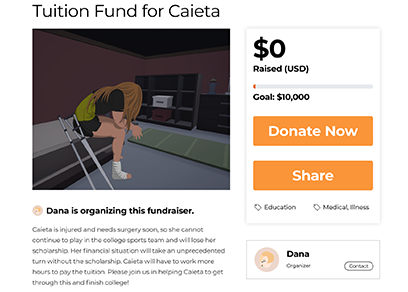 Tuition Fund for Caieta
$0
Raised (USD)
Goal: $10,000
Donate Now
Share
Education
Medical, Illness
Dana is organizing this fundraiser.
Caieta is injured and needs surgery soon, so she cannot
continue to play in the college sports team and will lose her
scholarship. Her financial situation will take an unprecedented
turn without the scholarship. Caieta will have to work more
hours to pay the tuition. Please join us in helping Caieta to get
through this and finish college!
Dana
Organizer
Contact